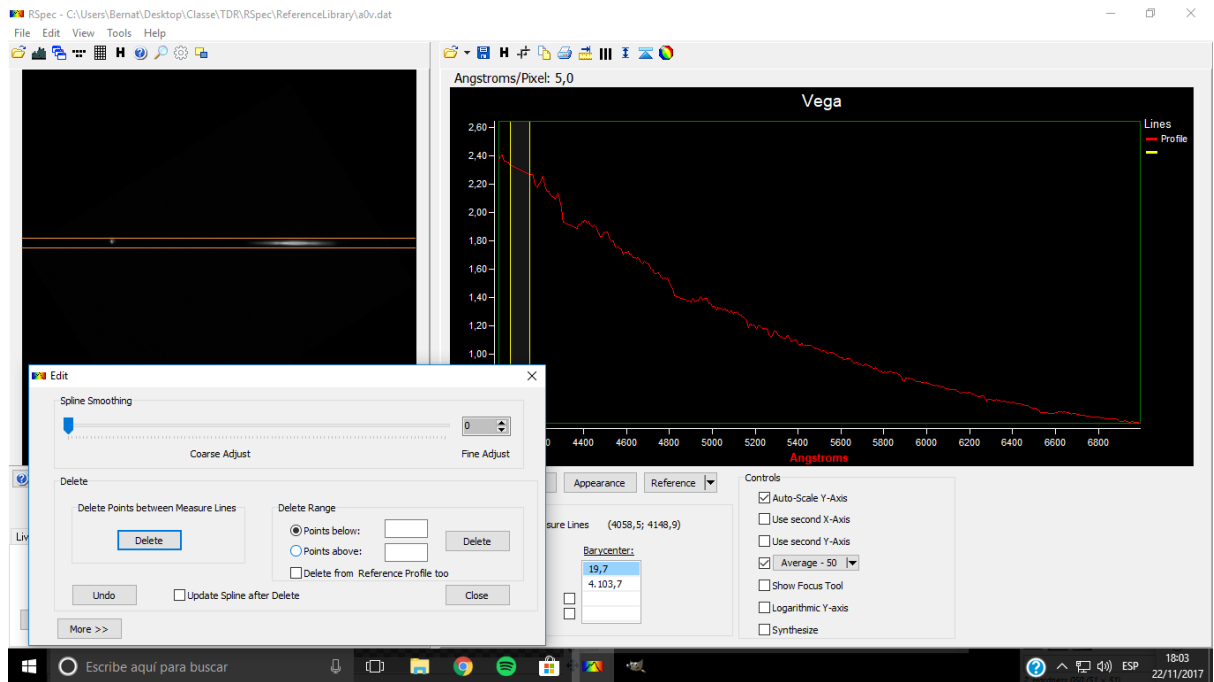 RSpec - C:\Users\Bernat\Desktop\Classe\TDR\RSpec\ReferenceLibrary\a0v.dat
File Edit View Tools Help
H
H
Angstroms/Pixel: 5,0
Vega
Lines
Profile
2,60
2,40
2,20
2,00
1,80
1,60
1,40
1,20
1,00
0 4400 4600 4800 5000 5200 5400 5600 5800 6000 6200 6400 6600 6800
Angstroms
Edit
Spline Smoothing
0
Coarse Adjust Fine Adjust
Delete
Delete Points between Measure Lines
Delete
Delete Range
Points below:
Points above:
Delete
Delete from Reference Profile too
Undo
Update Spline after Delete
Close
More >>
Liv
Appearance
Reference
sure Lines (4058,5; 4148,9)
Barycenter:
19,7
4.103,7
Controls
Auto-Scale Y-Axis
Use second X-Axis
Use second Y-Axis
Average - 50
Show Focus Tool
Logarithmic Y-axis
Synthesize
Escribe aquí para buscar
ESP
18:03
22/11/2017